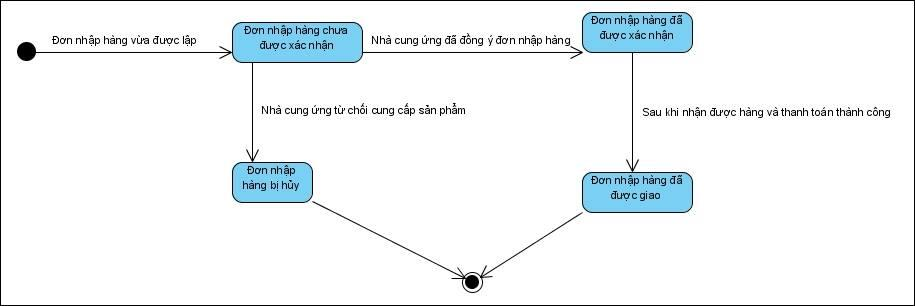 Đơn nhập hàng vừa được lập
Đơn nhập hàng chưa
được xác nhận
Nhà cung ứng đã đồng ý đơn nhập hàng
Đơn nhập hàng đã
được xác nhận
Nhà cung ứng từ chối cung cấp sản phẩm
Sau khi nhận được hàng và thanh toán thành công
Đơn nhập
hàng bị hủy
Đơn nhập hàng đã
được giao